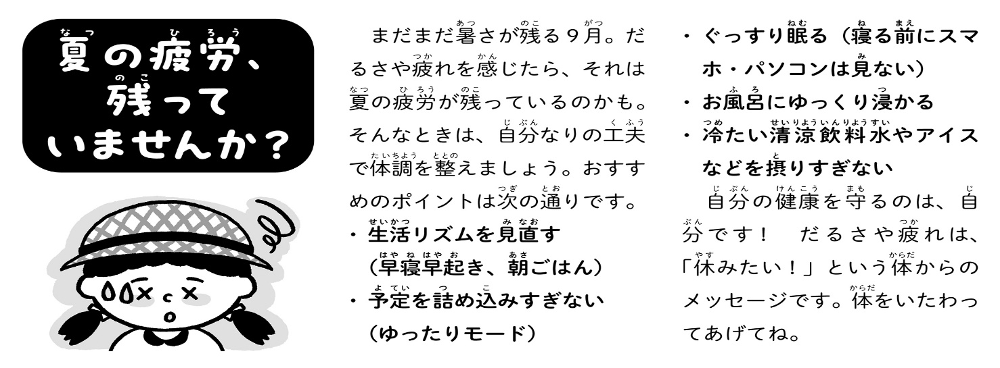 夏の疲労、
残って
いませんか？
まだまだ暑さが残る９月。だ
るさや疲れを感じたら、それは
夏の疲労が残っているのかも。
そんなときは、自分なりの工夫
で体調を整えましょう。おすす
めのポイントは次の通りです。
・生活リズムを見直す
（早寝早起き、朝ごはん）
・予定を詰め込みすぎない
（ゆったりモード）
・ぐっすり眠る（寝る前にスマ
ホ・パソコンは見ない）
・お風呂にゆっくり浸かる
・冷たい清涼飲料水やアイス
などを摂りすぎない
自分の健康を守るのは、自
分です！　だるさや疲れは、
「休みたい！」という体からの
メッセージです。体をいたわっ
てあげてね。